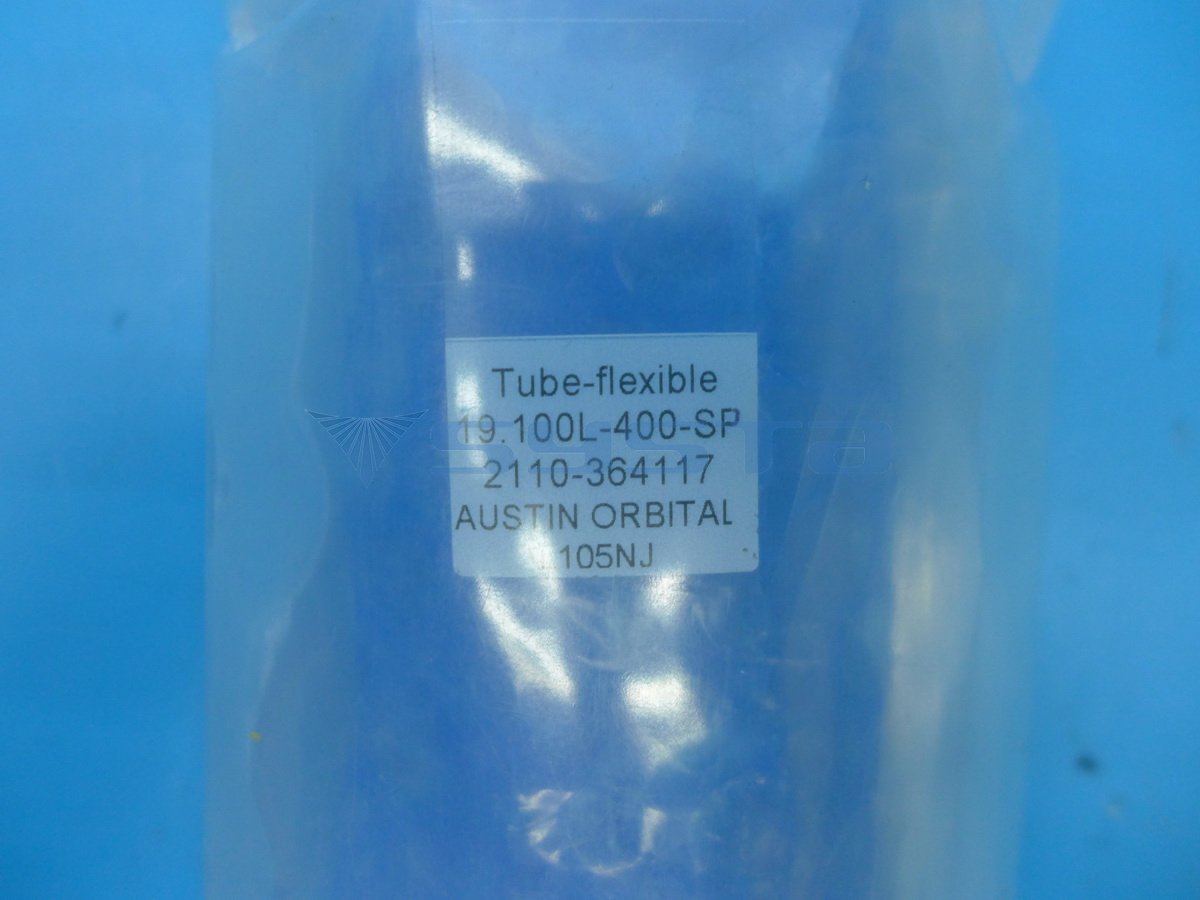 Tube-flexible
19.100L-400-SP
2110-364117
AUSTIN ORBITAL
105NJ